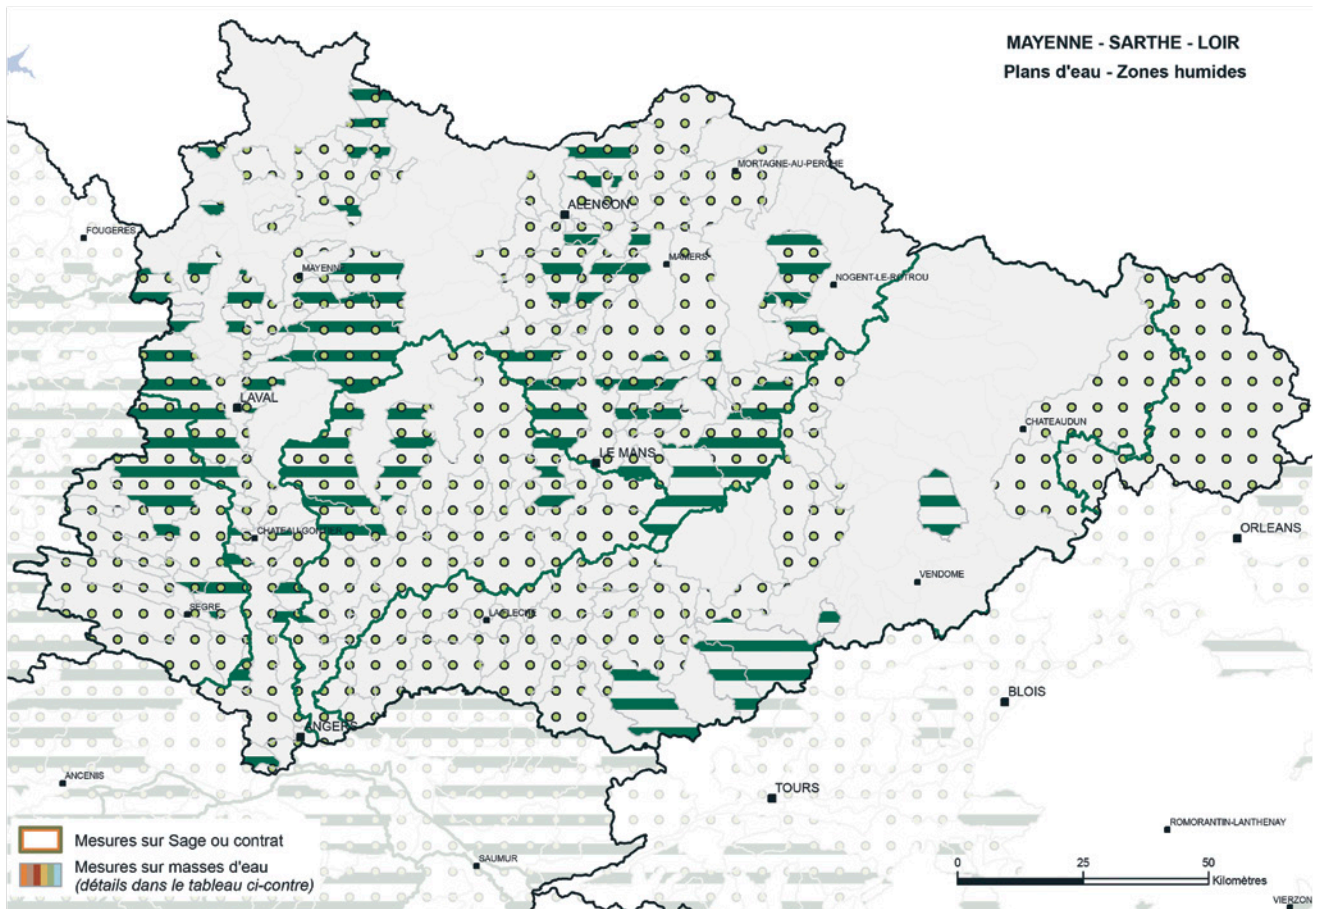 MAYENNE - SARTHE - LOIR
Plans d'eau - Zones humides
MORTAGNE-AU-PERCHE
ALENCON
FOUGERES
MAYENNE
MAMERS
NOGENT-LE-ROTROU
LAVAL
CHATEAUDUN
LE MANS
CHATEAU-GONTIER
ORLEANS
VENDOME
SEGRE
LA FLECHE
BLOIS
ANGERS
ANCENIS
TOURS
ROMORANTIN-LANTHENAY
SAUMUR
VIERZON
Mesures sur Sage ou contrat
Mesures sur masses d'eau
(détails dans le tableau ci-contre)
0 25 50
Kilomètres